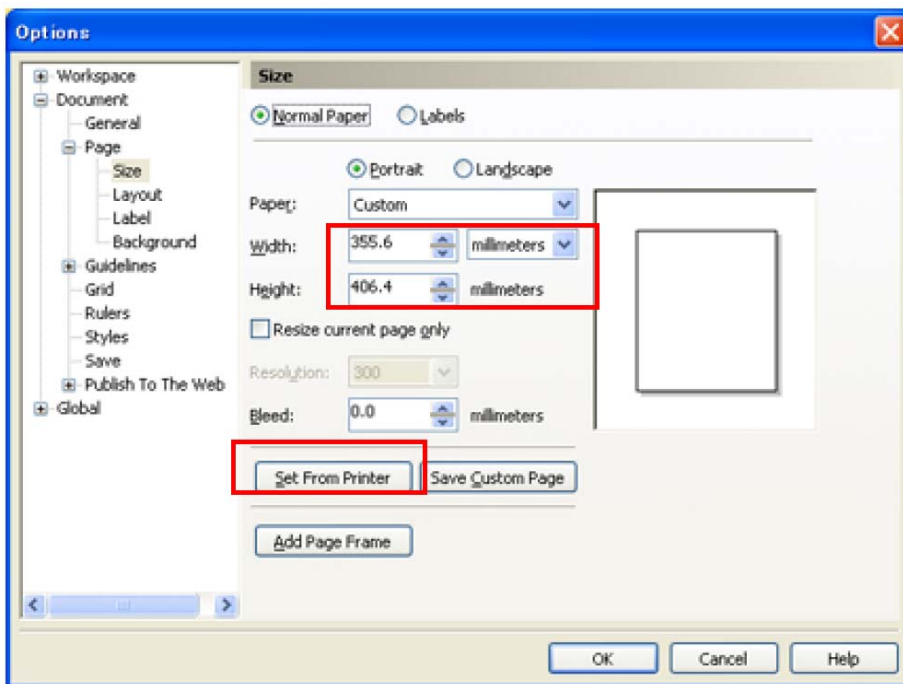 Options
Workspace
Document
General
Page
Size
Layout
Label
Background
Guidelines
Grid
Rulers
Styles
Save
Publish To The Web
Global
Size
Normal Paper Labels
Portrait Landscape
Paper: Custom
Width: 355.6 millimeters
Height: 406.4 millimeters
Resize current page only
Resolution: 300
Bleed: 0.0 millimeters
Set From Printer Save Custom Page
Add Page Frame
OK Cancel Help